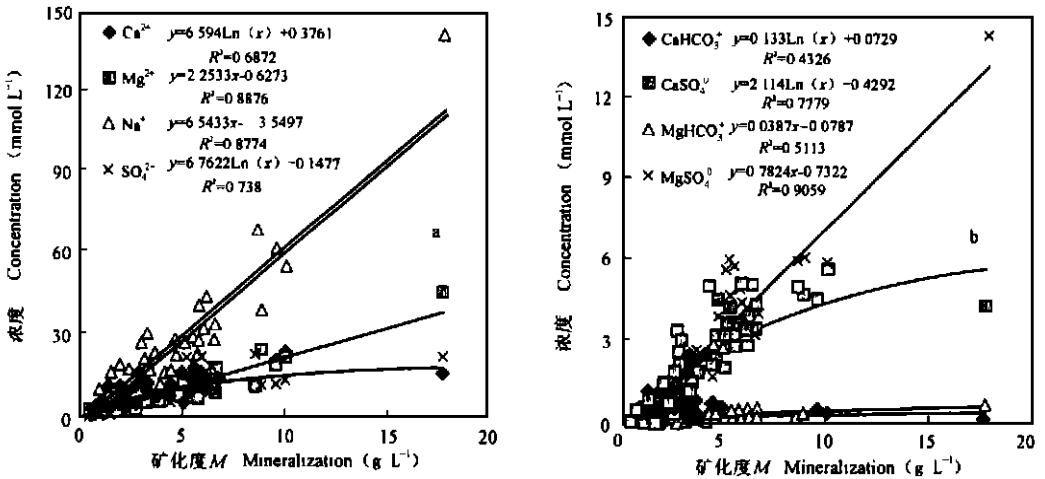 150
120
90
60
30
0
0
5
10
15
20
浓度 Concentration (mmol L⁻¹)
Ca²⁺ y=6 594Ln (x) +0.3761
R²=0.6872
Mg²⁺ y=2 2533x-0.6273
R²=0.8876
Na⁺ y=6 5433x- 3 5497
R²=0.8774
SO₄²⁻ y=6 7622Ln (x) -0.1477
R²=0.738
a
矿化度M Mineralization (g L⁻¹)
15
12
9
6
3
0
0
5
10
15
20
浓度 Concentration (mmol L⁻¹)
CaHCO₃⁺ y=0 133Ln (x) +0.0729
R²=0.4326
CaSO₄⁰ y=2 114Ln (x) -0.4292
R²=0.7779
MgHCO₃⁺ y=0 0387x-0.0787
R²=0.5113
MgSO₄⁰ y=0.7824x-0.7322
R²=0.9059
b
矿化度M Mineralization (g L⁻¹)